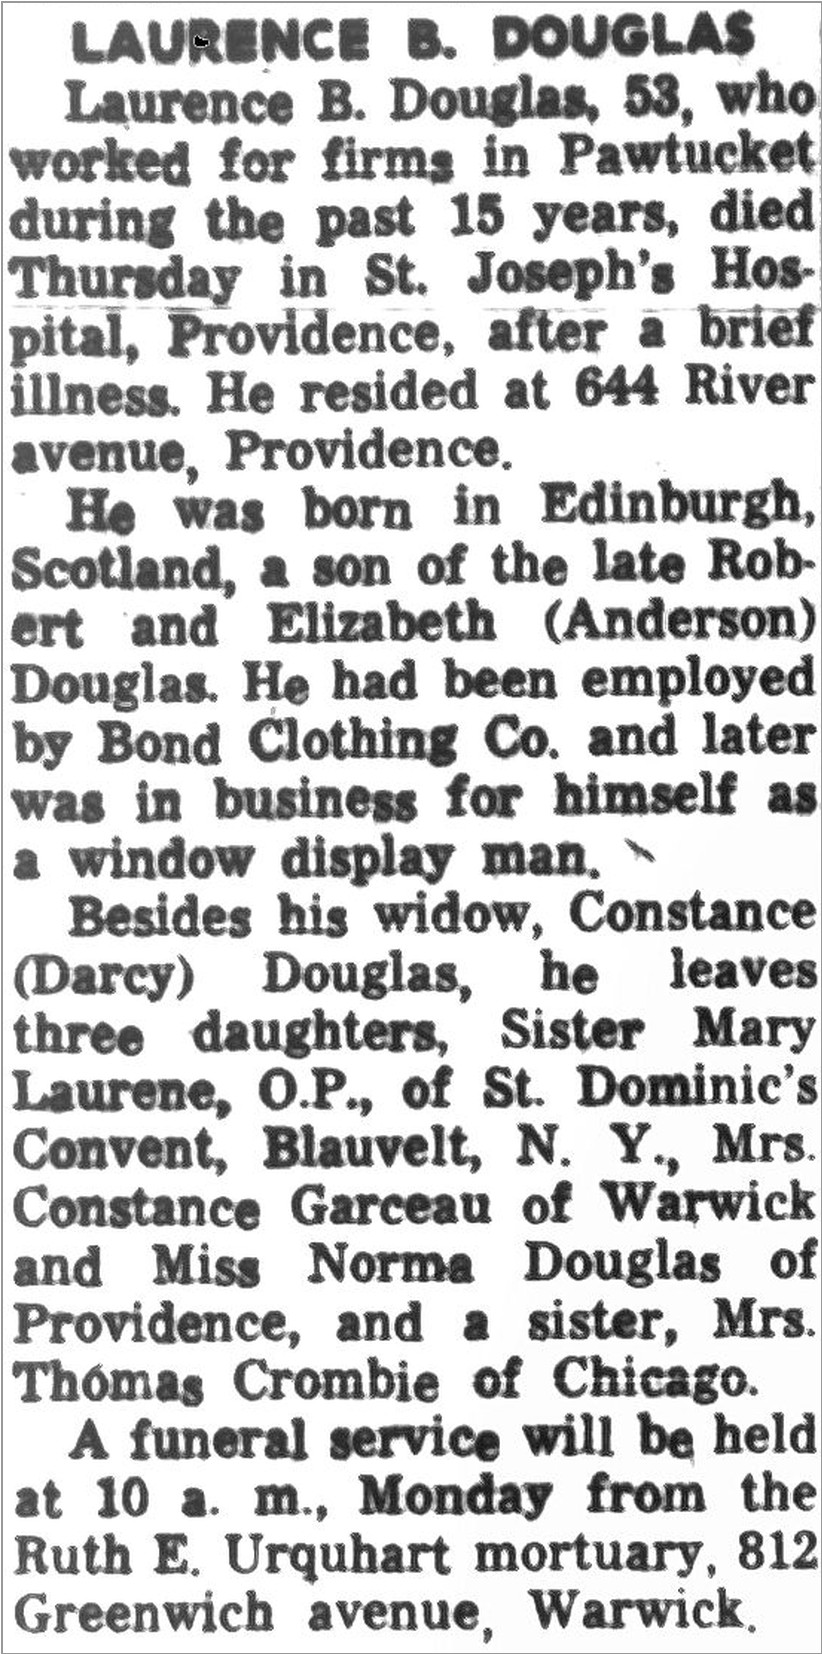 LAURENCE B. DOUGLAS
Laurence B. Douglas, 53, who
worked for firms in Pawtucket
during the past 15 years, died
Thursday in St. Joseph's Hos-
pital, Providence, after a brief
illness. He resided at 644 River
avenue, Providence.
He was born in Edinburgh,
Scotland, a son of the late Rob-
ert and Elizabeth (Anderson)
Douglas. He had been employed
by Bond Clothing Co. and later
was in business for himself as
a window display man.
Besides his widow, Constance
(Darcy) Douglas, he leaves
three daughters, Sister Mary
Laurene, O.P., of St. Dominic's
Convent, Blauvelt, N. Y., Mrs.
Constance Garceau of Warwick
and Miss Norma Douglas of
Providence, and a sister, Mrs.
Thomas Crombie of Chicago.
A funeral service will be held
at 10 a. m., Monday from the
Ruth E. Urquhart mortuary, 812
Greenwich avenue, Warwick.